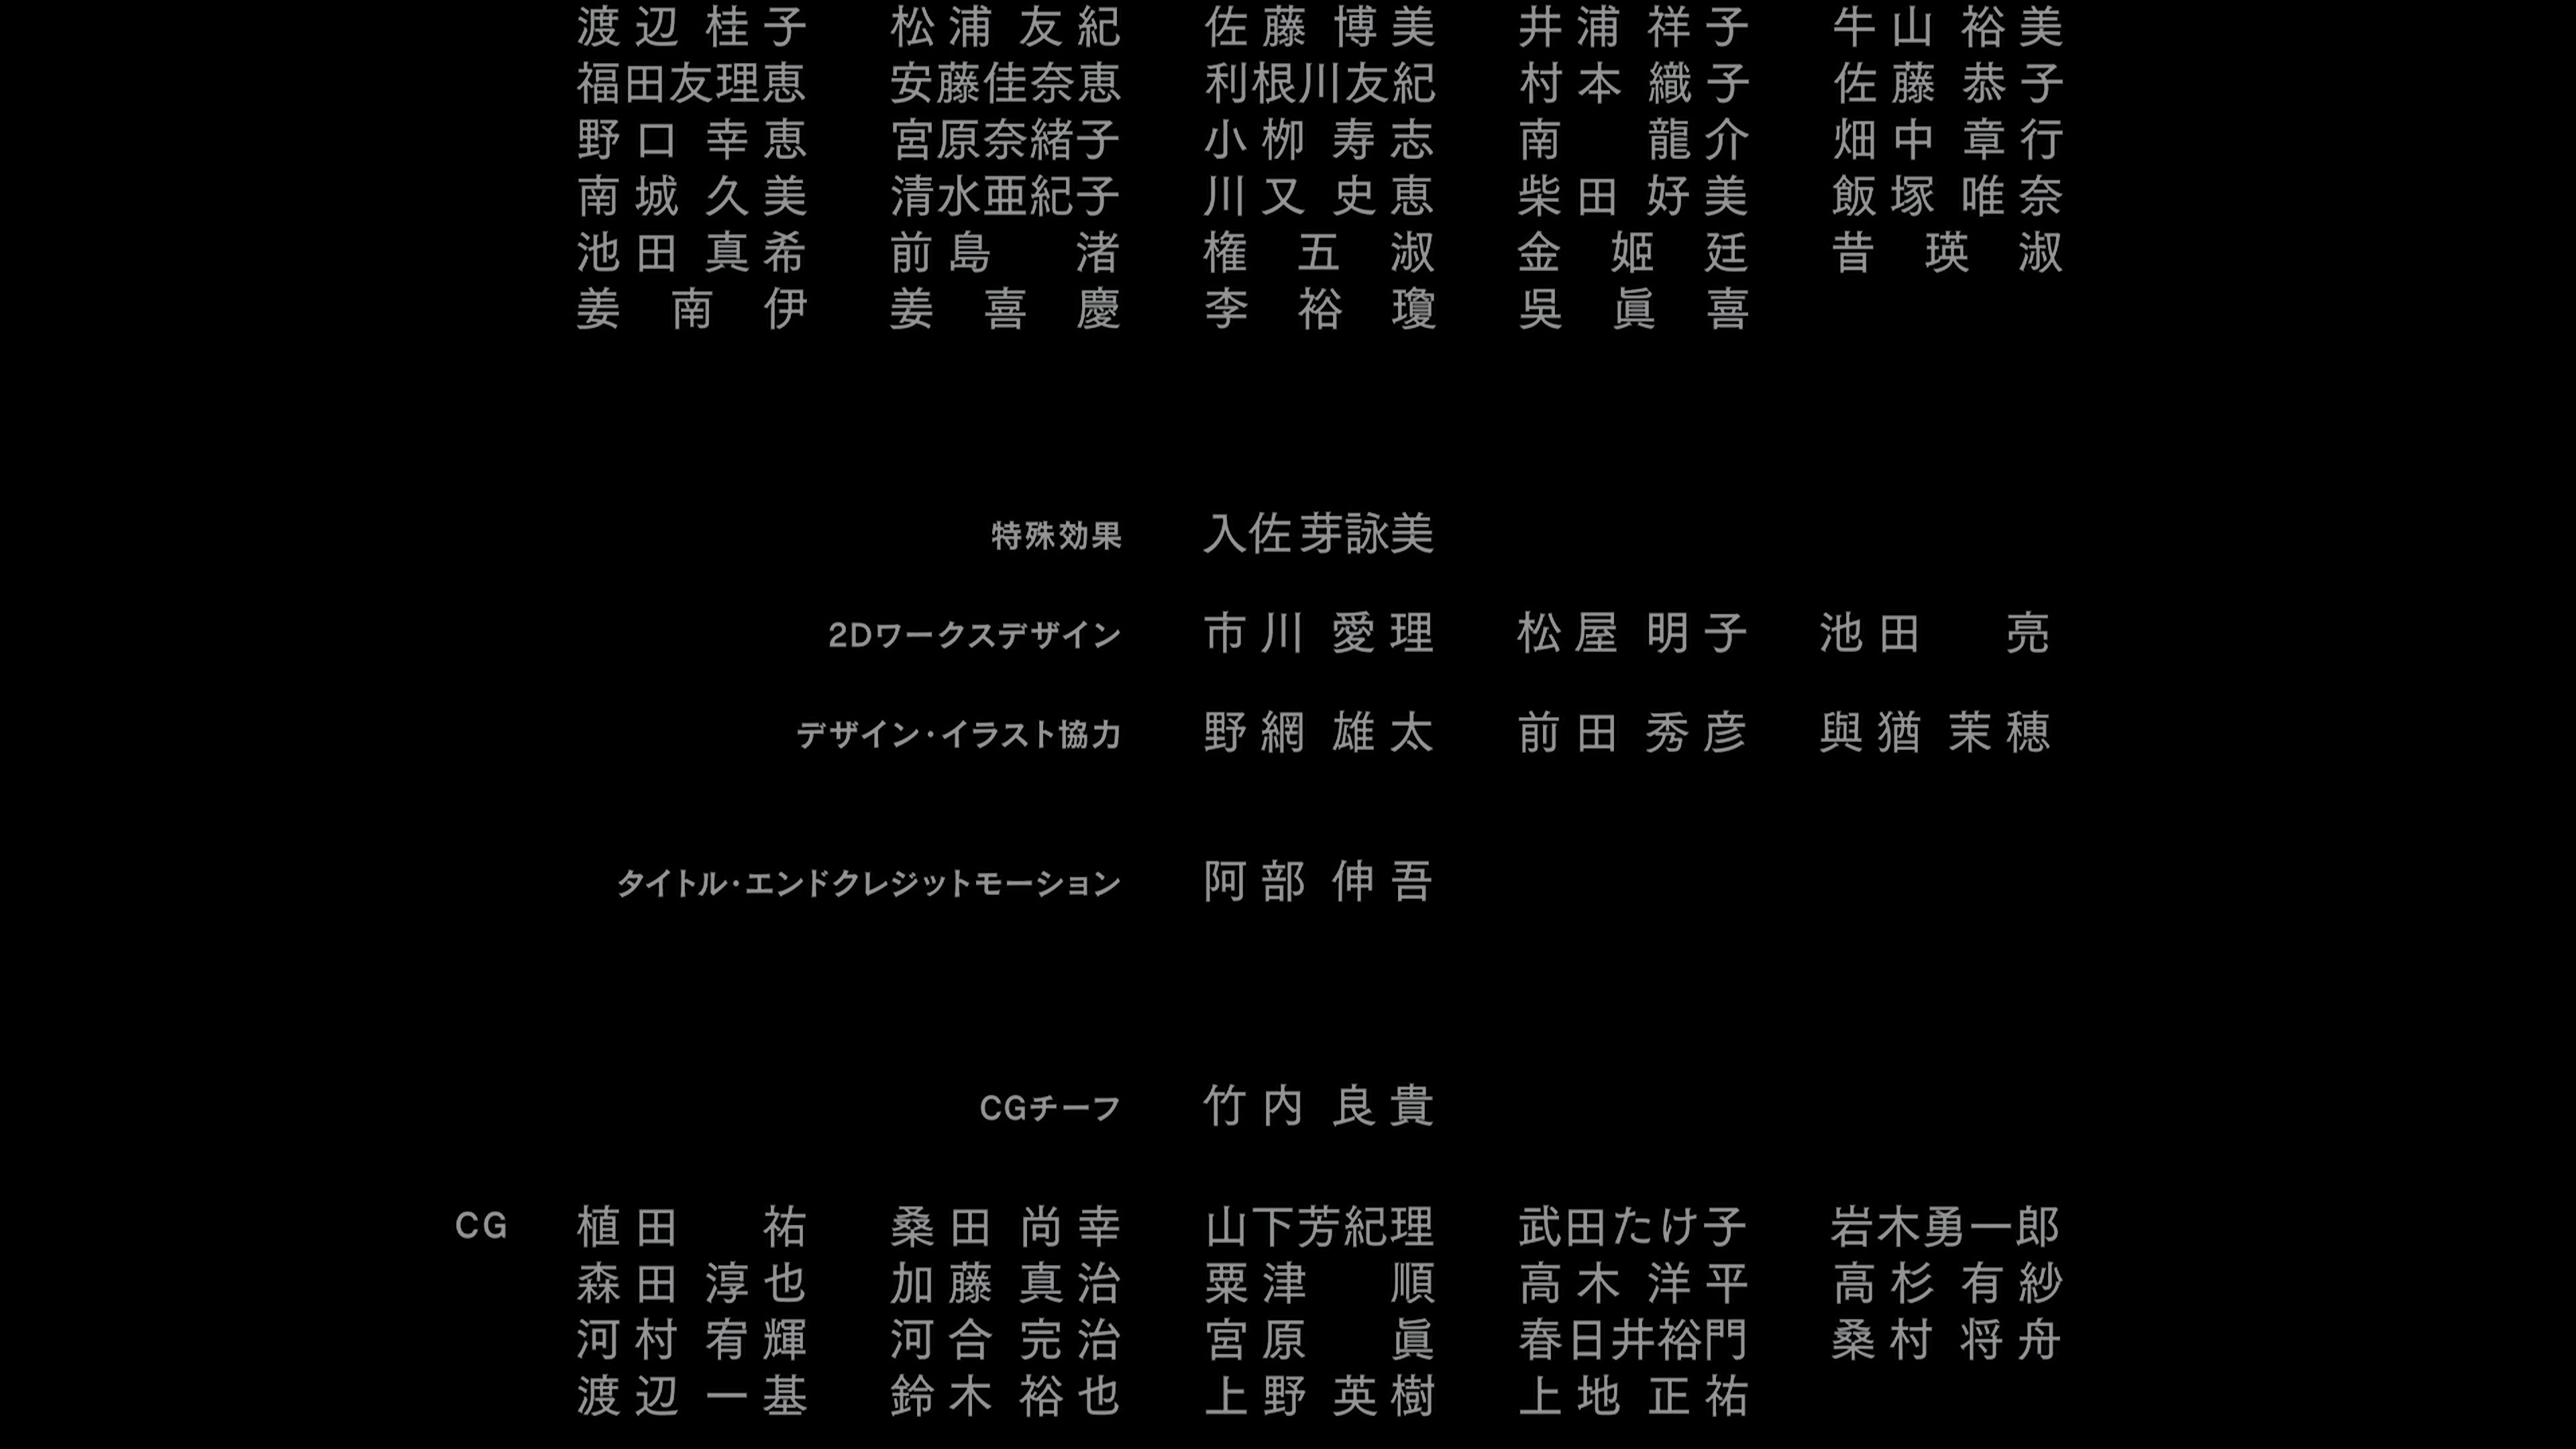 渡辺 桂子 松浦 友紀 佐藤 博美 井浦 祥子 牛山 裕美
福田友理恵 安藤佳奈恵 利根川友紀 村本 織子 佐藤 恭子
野口 幸恵 宮原奈緒子 小栁 寿志 南 龍介 畑中 章行
南城 久美 清水亜紀子 川又 史恵 柴田 好美 飯塚 唯奈
池田 真希 前島 渚 権 五 淑 金 姫 廷 昔 瑛 淑
姜 南 伊 姜 喜 慶 李 裕 瓊 吳 眞 喜
特殊効果 入佐 芽詠美
2Dワークスデザイン 市川 愛理 松屋 明子 池田 亮
デザイン・イラスト協力 野網 雄太 前田 秀彦 與猶 茉穂
タイトル・エンドクレジットモーション 阿部 伸吾
CGチーフ 竹内 良貴
CG 植田 祐 桑田 尚幸 山下芳紀理 武田たけ子 岩木勇一郎
森田 淳也 加藤 真治 粟津 順 高木 洋平 高杉 有紗
河村 宥輝 河合 完治 宮原 眞 春日井裕門 桑村 将舟
渡辺 一基 鈴木 裕也 上野 英樹 上地 正祐